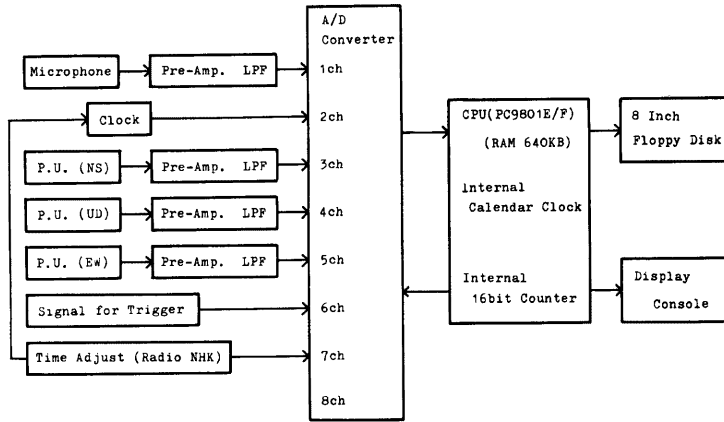 A/D
Converter
Microphone
Pre-Amp. LPF
1ch
Clock
2ch
P.U. (NS)
Pre-Amp. LPF
3ch
P.U. (UD)
Pre-Amp. LPF
4ch
P.U. (EW)
Pre-Amp. LPF
5ch
Signal for Trigger
6ch
Time Adjust (Radio NHK)
7ch
8ch
CPU(PC9801E/F)
(RAM 640KB)
Internal
Calendar Clock
Internal
16bit Counter
8 Inch
Floppy Disk
Display
Console